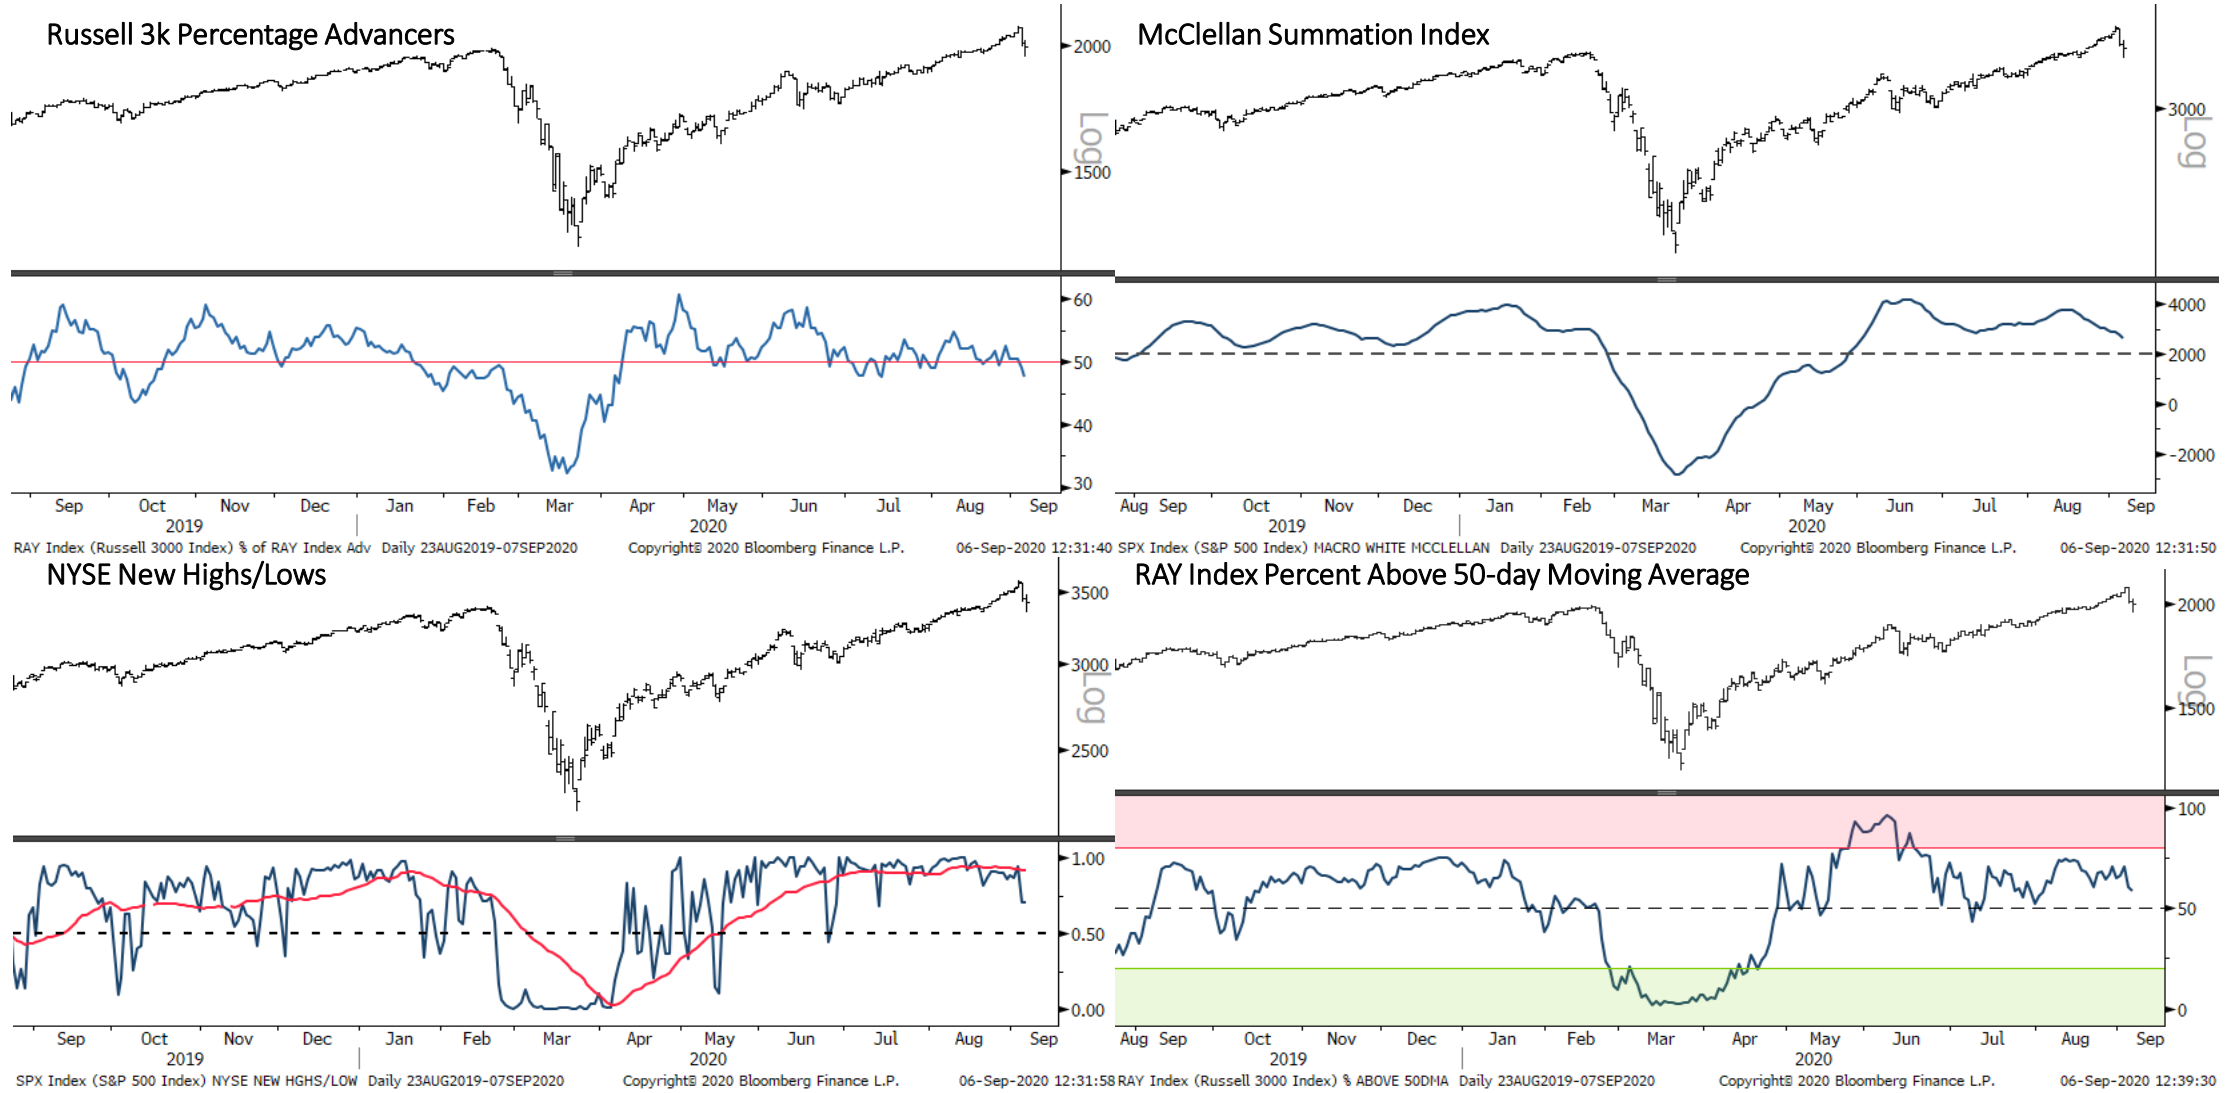 Russell 3k Percentage Advancers
2000
Log
1500
60
50
40
30
Sep Oct Nov Dec Jan Feb Mar Apr May Jun Jul Aug Sep
2019 2020
RAY Index (Russell 3000 Index) % of RAY Index Adv Daily 23AUG2019-07SEP2020 Copyright© 2020 Bloomberg Finance L.P. 06-Sep-2020 12:31:40
McClellan Summation Index
3000
Log
4000
2000
0
-2000
Aug Sep Oct Nov Dec Jan Feb Mar Apr May Jun Jul Aug Sep
2019 2020
SPX Index (S&P 500 Index) MACRO WHITE MCCLELLAN Daily 23AUG2019-07SEP2020 Copyright© 2020 Bloomberg Finance L.P. 06-Sep-2020 12:31:50
NYSE New Highs/Lows
3500
3000
Log
2500
1.00
0.50
0.00
Sep Oct Nov Dec Jan Feb Mar Apr May Jun Jul Aug Sep
2019 2020
SPX Index (S&P 500 Index) NYSE NEW HGHS/LOW Daily 23AUG2019-07SEP2020 Copyright© 2020 Bloomberg Finance L.P. 06-Sep-2020 12:31:58
RAY Index Percent Above 50-day Moving Average
2000
Log
1500
100
50
0
Aug Sep Oct Nov Dec Jan Feb Mar Apr May Jun Jul Aug Sep
2019 2020
RAY Index (Russell 3000 Index) % ABOVE 50DMA Daily 23AUG2019-07SEP2020 Copyright© 2020 Bloomberg Finance L.P. 06-Sep-2020 12:39:30